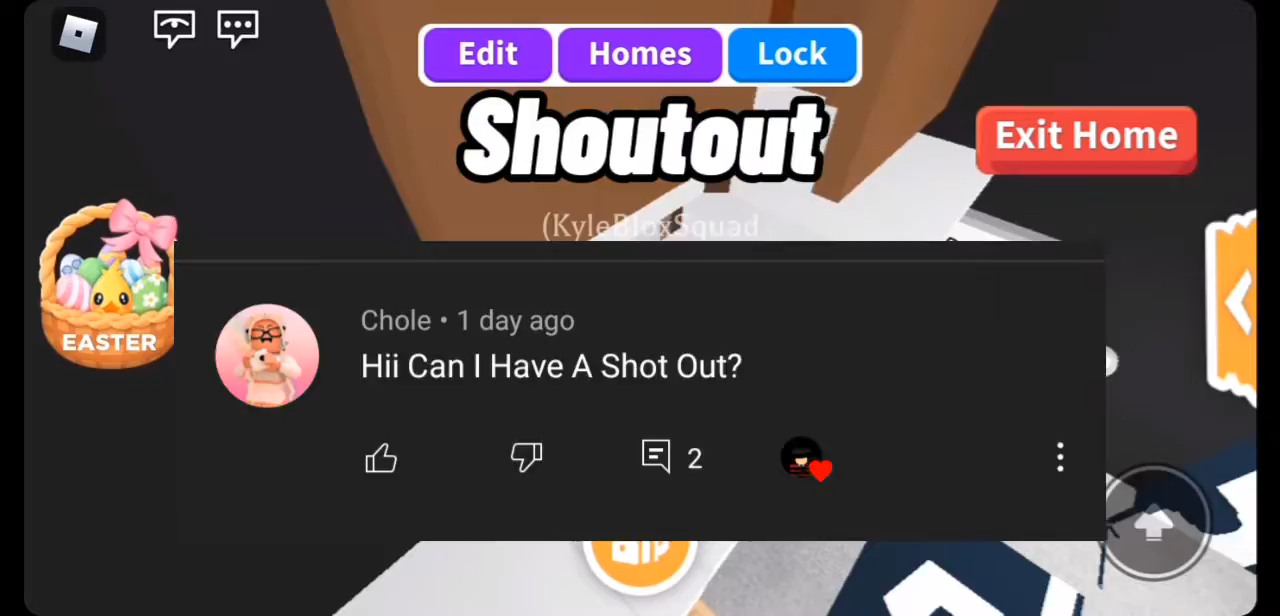 Edit
Homes
Lock
Shoutout
Exit Home
(KyleBloxSquad
EASTER
Chole • 1 day ago
Hii Can I Have A Shot Out?
2